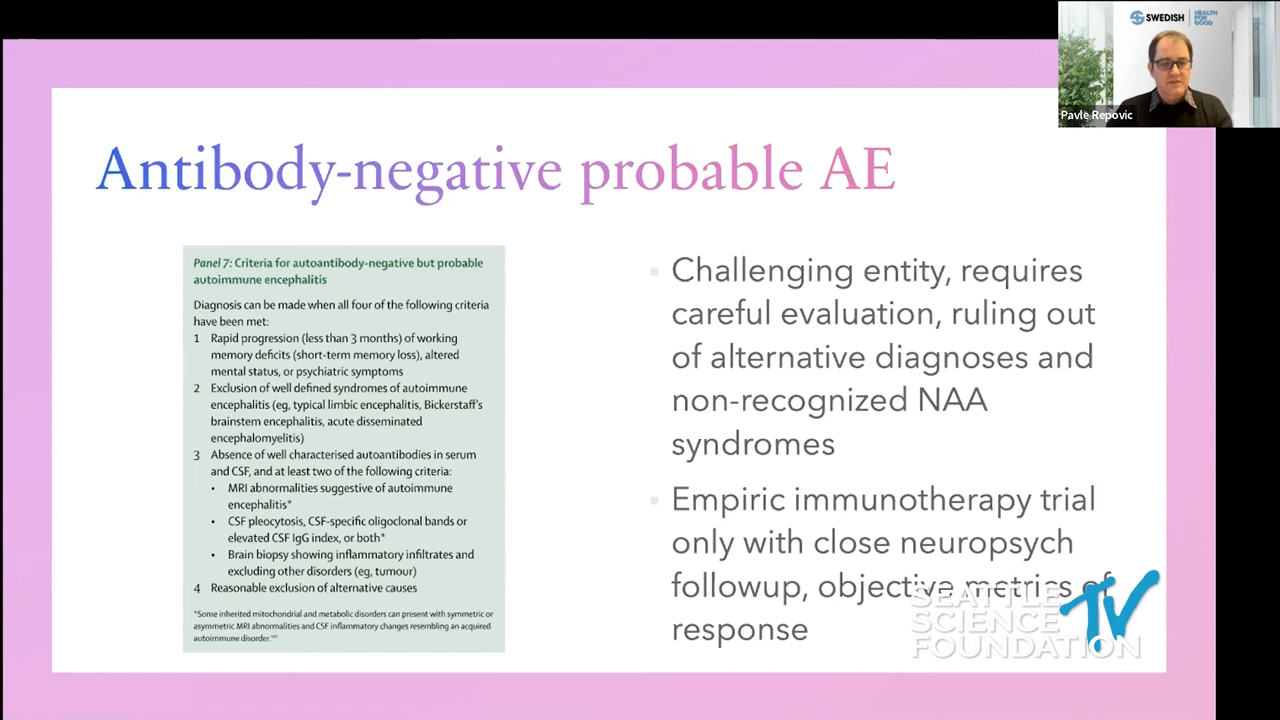 SWEDISH
HEALTH
FOR
GOOD
Pavle Repovic
Antibody-negative probable AE
Panel 7: Criteria for autoantibody-negative but probable
autoimmune encephalitis
Diagnosis can be made when all four of the following criteria
have been met:
1 Rapid progression (less than 3 months) of working
memory deficits (short-term memory loss), altered
mental status, or psychiatric symptoms
2 Exclusion of well defined syndromes of autoimmune
encephalitis (eg, typical limbic encephalitis, Bickerstaff's
brainstem encephalitis, acute disseminated
encephalomyelitis)
3 Absence of well characterised autoantibodies in serum
and CSF, and at least two of the following criteria:
• MRI abnormalities suggestive of autoimmune
encephalitis*
• CSF pleocytosis, CSF-specific oligoclonal bands or
elevated CSF IgG index, or both*
• Brain biopsy showing inflammatory infiltrates and
excluding other disorders (eg, tumour)
4 Reasonable exclusion of alternative causes
*Some inherited mitochondrial and metabolic disorders can present with symmetric or
asymmetric MRI abnormalities and CSF inflammatory changes resembling an acquired
autoimmune disorder.
Challenging entity, requires
careful evaluation, ruling out
of alternative diagnoses and
non-recognized NAA
syndromes
Empiric immunotherapy trial
only with close neuropsych
followup, objective metrics of
response
SEATTLE
SCIENCE
FOUNDATION
TV